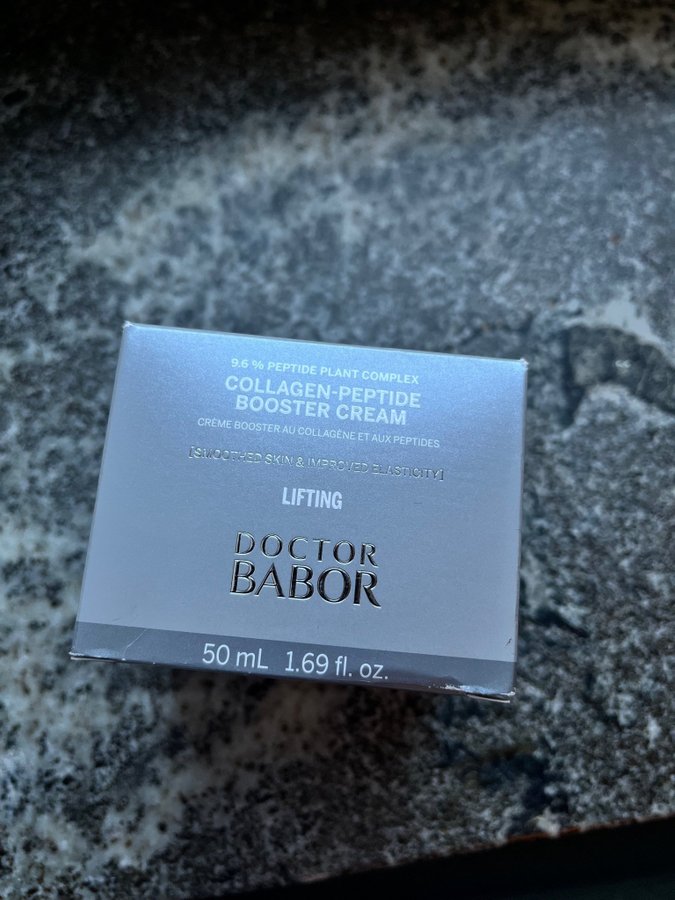 9.6 % PEPTIDE PLANT COMPLEX
COLLAGEN-PEPTIDE
BOOSTER CREAM
CRÈME BOOSTER AU COLLAGÈNE ET AUX PEPTIDES
[SMOOTHED SKIN & IMPROVED ELASTICITY]
LIFTING
DOCTOR
BABOR
50 mL 1.69 fl. oz.